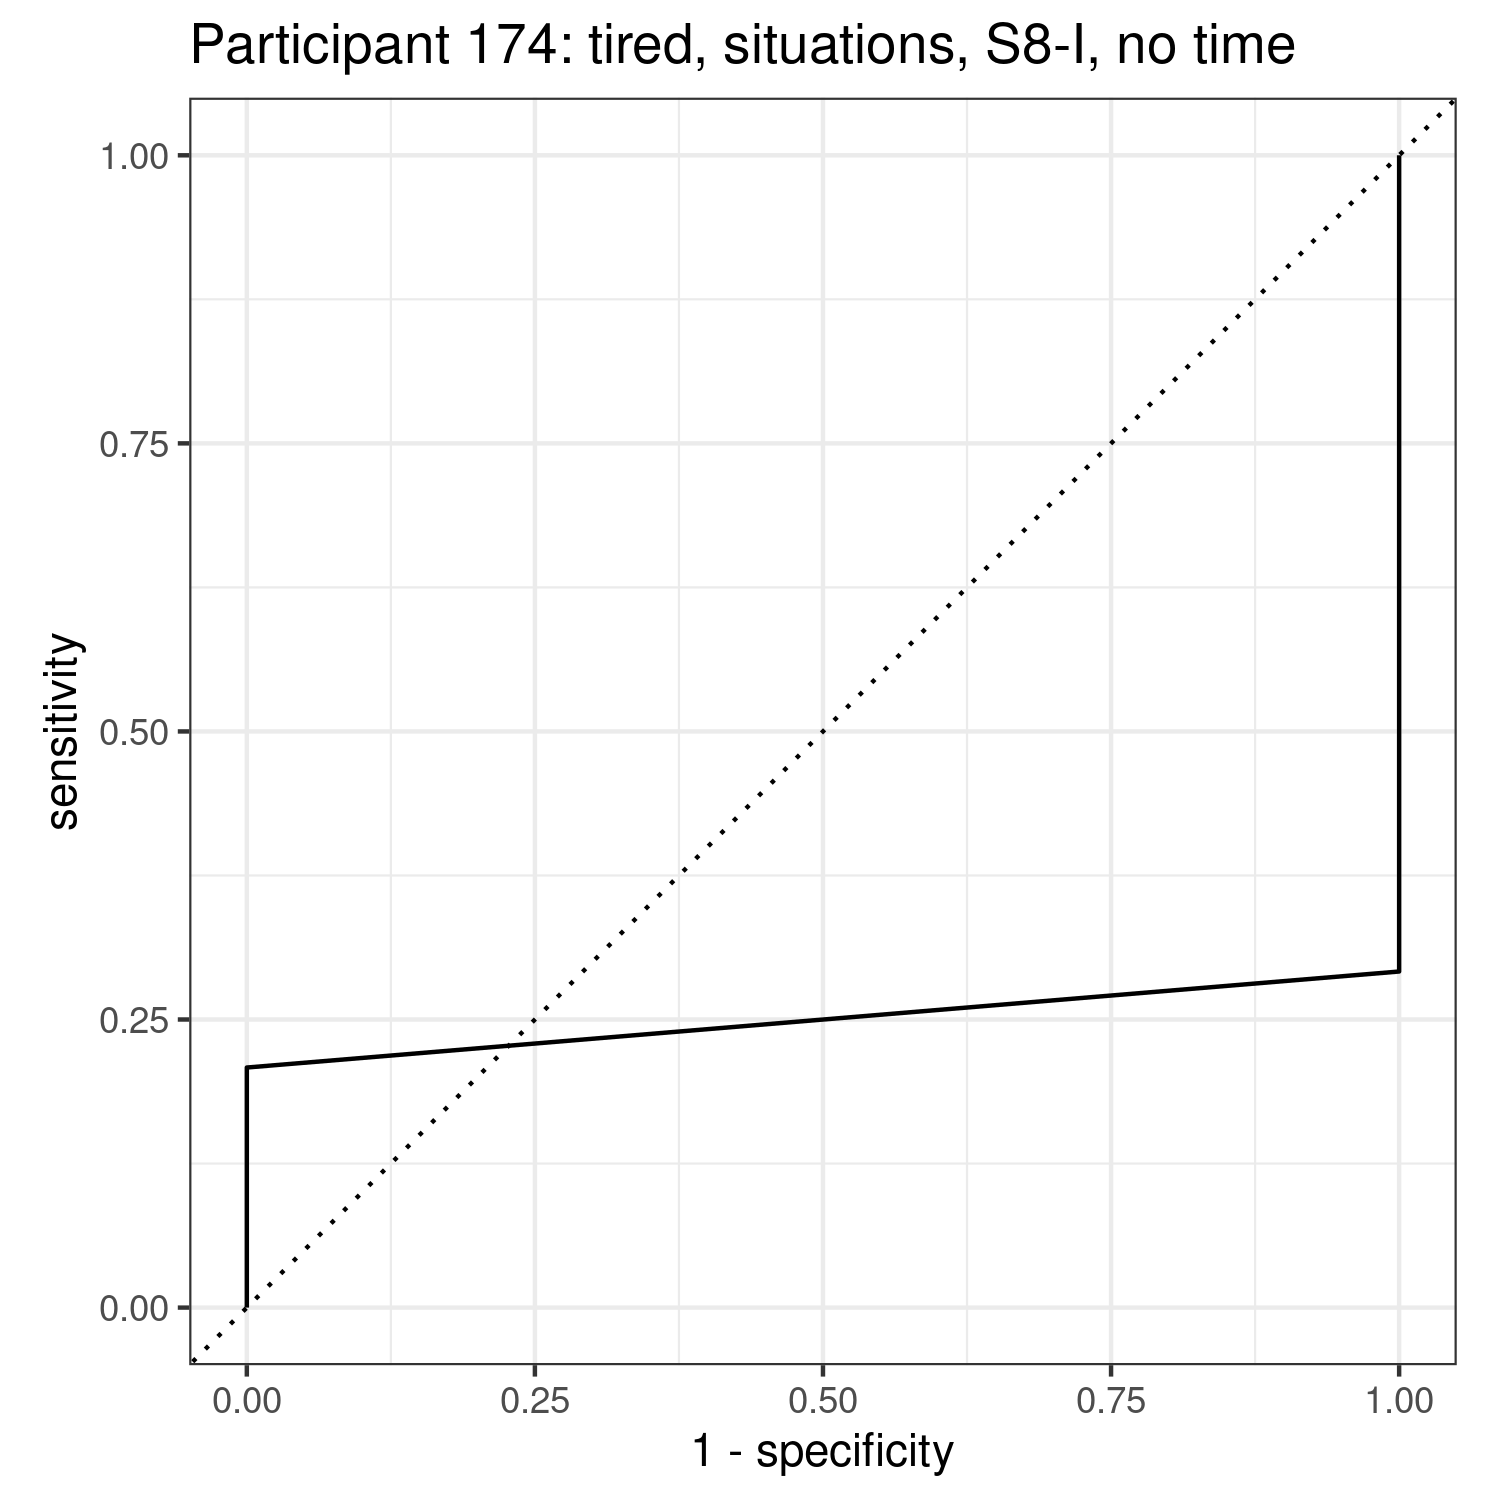 Participant 174: tired, situations, S8-I, no time
1.00
0.75
0.50
0.25
0.00
sensitivity
0.00 0.25 0.50 0.75 1.00
1 - specificity